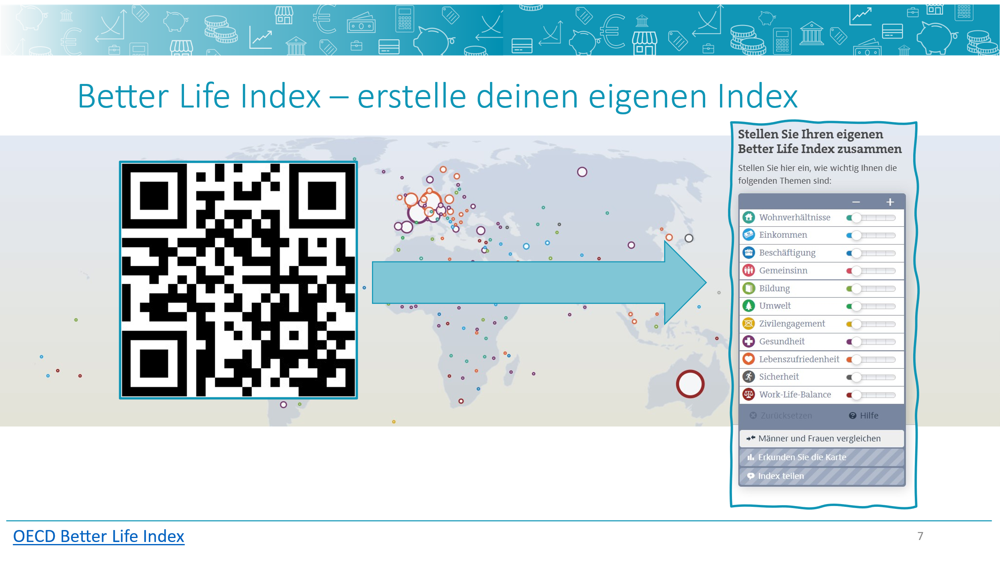 Better Life Index – erstelle deinen eigenen Index
Stellen Sie Ihren eigenen
Better Life Index zusammen
Stellen Sie hier ein, wie wichtig Ihnen die
folgenden Themen sind:
− +
Wohnverhältnisse
Einkommen
Beschäftigung
Gemeinsinn
Bildung
Umwelt
Zivilengagement
Gesundheit
Lebenszufriedenheit
Sicherheit
Work-Life-Balance
Zurücksetzen Hilfe
Männer und Frauen vergleichen
Erkunden Sie die Karte
Index teilen
OECD Better Life Index
7